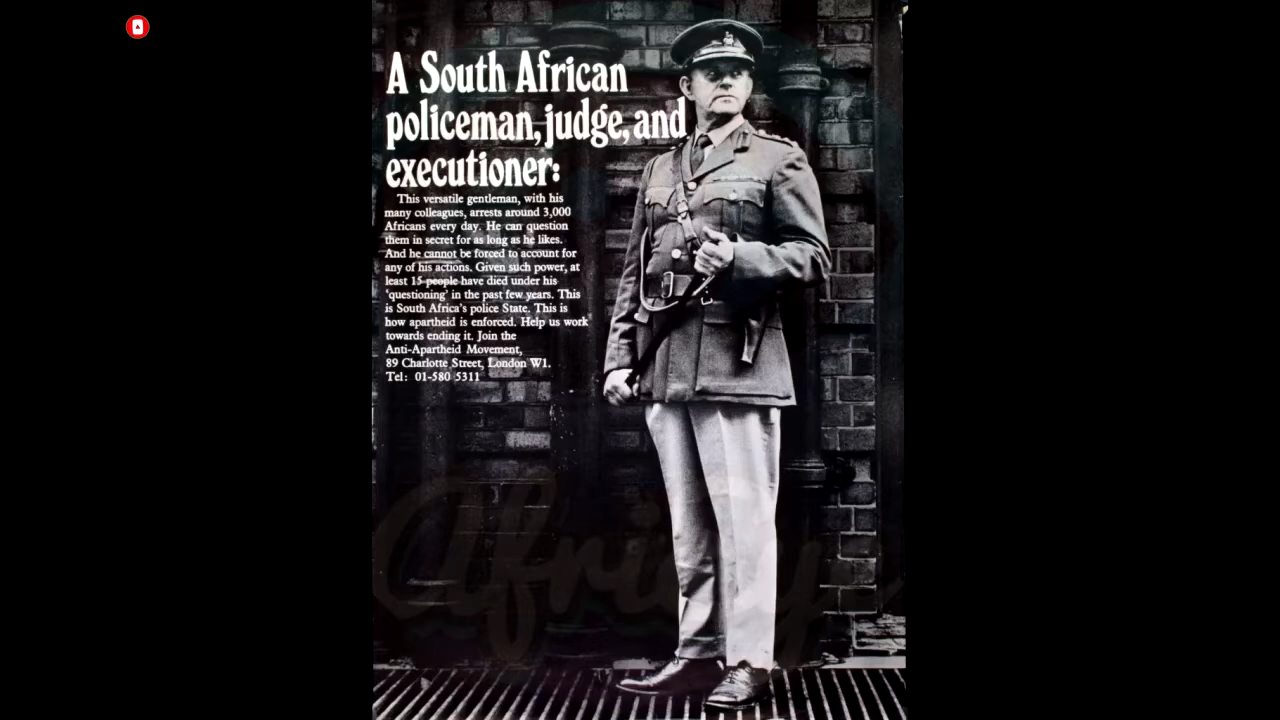 A South African
policeman, judge, and
executioner:
This versatile gentleman, with his
many colleagues, arrests around 3,000
Africans every day. He can question
them in secret for as long as he likes.
And he cannot be forced to account for
any of his actions. Given such power, at
least 15 people have died under his
'questioning' in the past few years. This
is South Africa's police State. This is
how apartheid is enforced. Help us work
towards ending it. Join the
Anti-Apartheid Movement,
89 Charlotte Street, London W1.
Tel: 01-580 5311